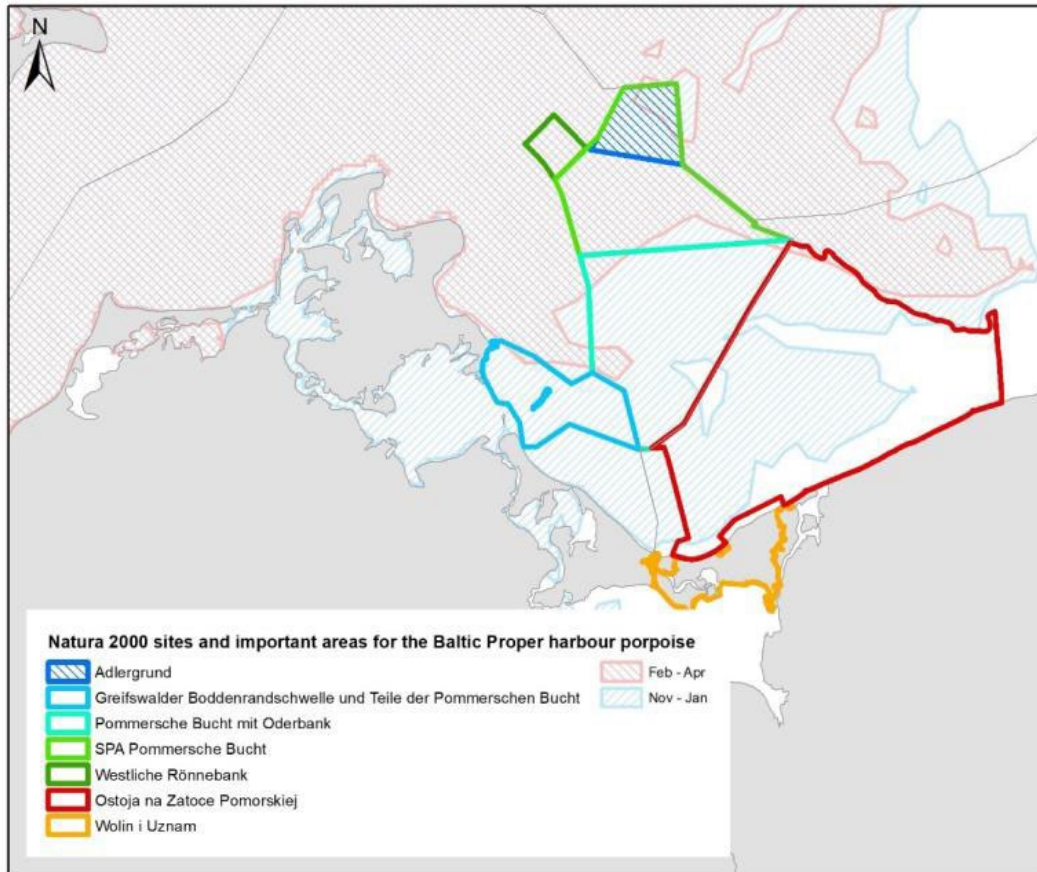 N
Natura 2000 sites and important areas for the Baltic Proper harbour porpoise
Adlergrund
Greifswalder Boddenrandschwelle und Teile der Pommerschen Bucht
Pommersche Bucht mit Oderbank
SPA Pommersche Bucht
Westliche Rönnebank
Ostoja na Zatoce Pomorskiej
Wolin i Uznam
Feb - Apr
Nov - Jan